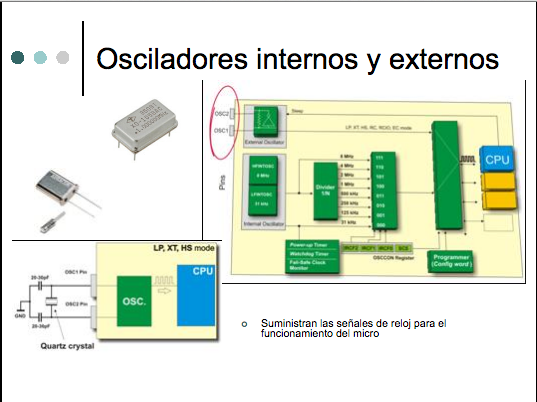 Osciladores internos y externos
OSC2
OSC1
Sleep
LP, XT, HS, RC, RCIO, EC mode
External Oscillator
CPU
Pins
HFINTOSC
8 MHz
LFINTOSC
31 kHz
Internal Oscillator
Divider
1/N
8 MHz
4 MHz
2 MHz
1 MHz
500 kHz
250 kHz
125 kHz
31 kHz
111
110
101
100
011
010
001
000
Power-up Timer
Watchdog Timer
Fail-Safe Clock
Monitor
IRCF2 IRCF1 IRCF0 SCS
OSCCON Register
Programmer
(Config word)
LP, XT, HS mode
OSC1 Pin
OSC2 Pin
20-30pF
20-30pF
GND
OSC.
CPU
Quartz crystal
Suministran las señales de reloj para el
funcionamiento del micro